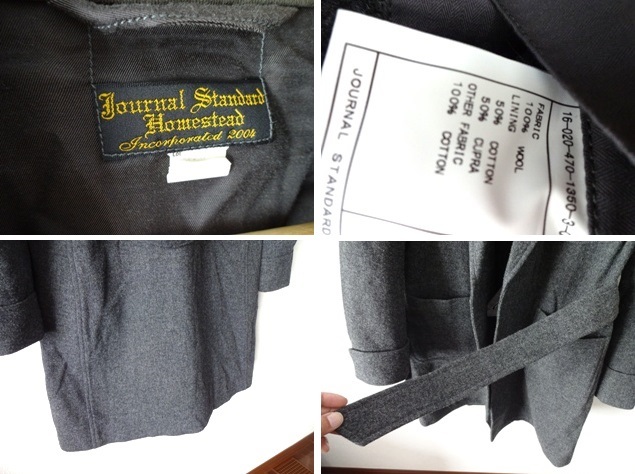 Journal Standard
Homestead
Incorporated 2004
16-020-470-1350-3-
FABRIC
100% WOOL
LINING
50% COTTON
50% CUPRA
OTHER FABRIC
100% COTTON
JOURNAL STANDARD